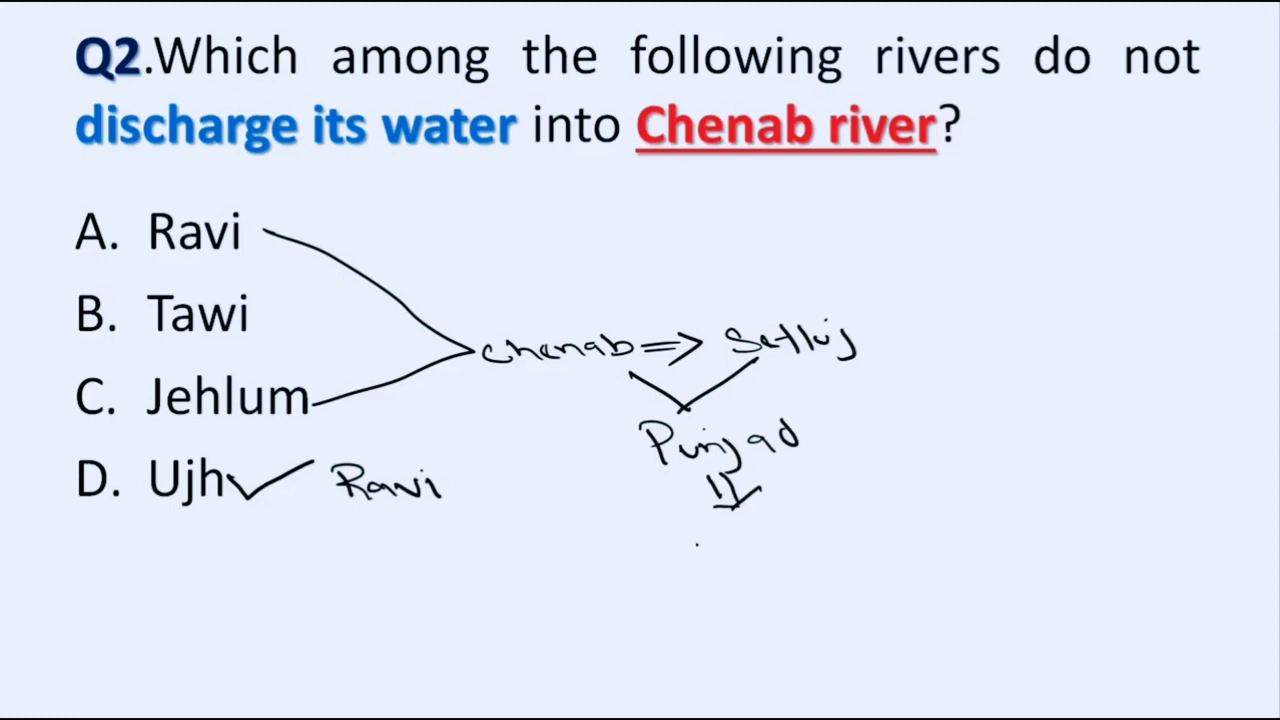 Q2.Which among the following rivers do not
discharge its water into Chenab river?
A. Ravi
B. Tawi
Chenab => Satluj
C. Jehlum
Punjad
D. Ujh Ravi